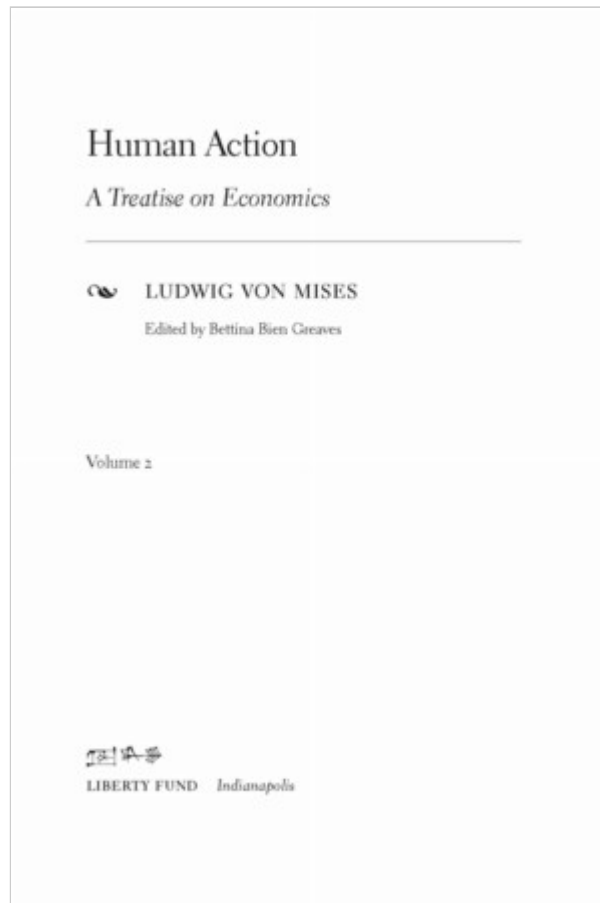 Human Action
A Treatise on Economics
LUDWIG VON MISES
Edited by Bettina Bien Greaves
Volume 2
LIBERTY FUND Indianapolis